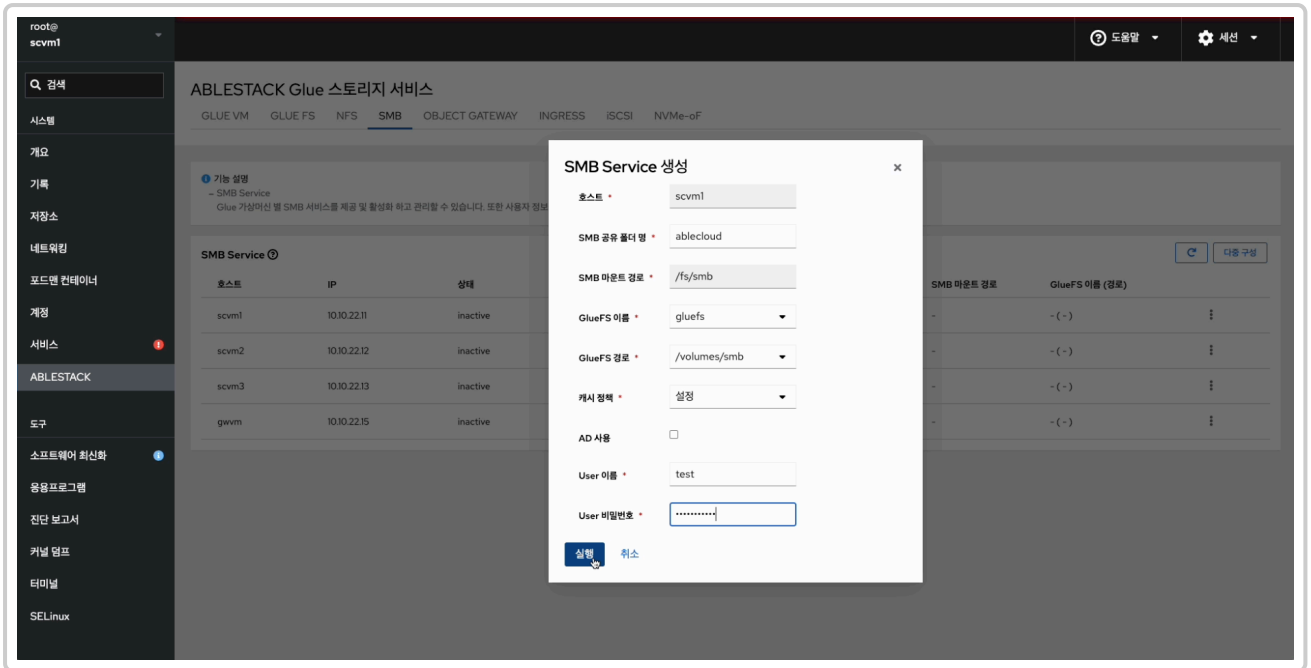 root@
scvm1
도움말
세션
검색
시스템
개요
기록
저장소
네트워킹
포드맨 컨테이너
계정
서비스
ABLESTACK
도구
소프트웨어 최신화
응용프로그램
진단 보고서
커널 덤프
터미널
SELinux
ABLESTACK Glue 스토리지 서비스
GLUE VM GLUE FS NFS SMB OBJECT GATEWAY INGRESS iSCSI NVMe-oF
기능 설명
- SMB Service
Glue 가상머신 별 SMB 서비스를 제공 및 활성화 하고 관리할 수 있습니다. 또한 사용자 정보
SMB Service
다중 구성
호스트 IP 상태 SMB 마운트 경로 GlueFS 이름 (경로)
scvm1 10.10.22.11 inactive - - ( - )
scvm2 10.10.22.12 inactive - - ( - )
scvm3 10.10.22.13 inactive - - ( - )
gwvm 10.10.22.15 inactive - - ( - )
SMB Service 생성
호스트 * scvm1
SMB 공유 폴더 명 * ablecloud
SMB 마운트 경로 * /fs/smb
GlueFS 이름 * gluefs
GlueFS 경로 * /volumes/smb
캐시 정책 * 설정
AD 사용
User 이름 * test
User 비밀번호 * •••••••••••
실행 취소